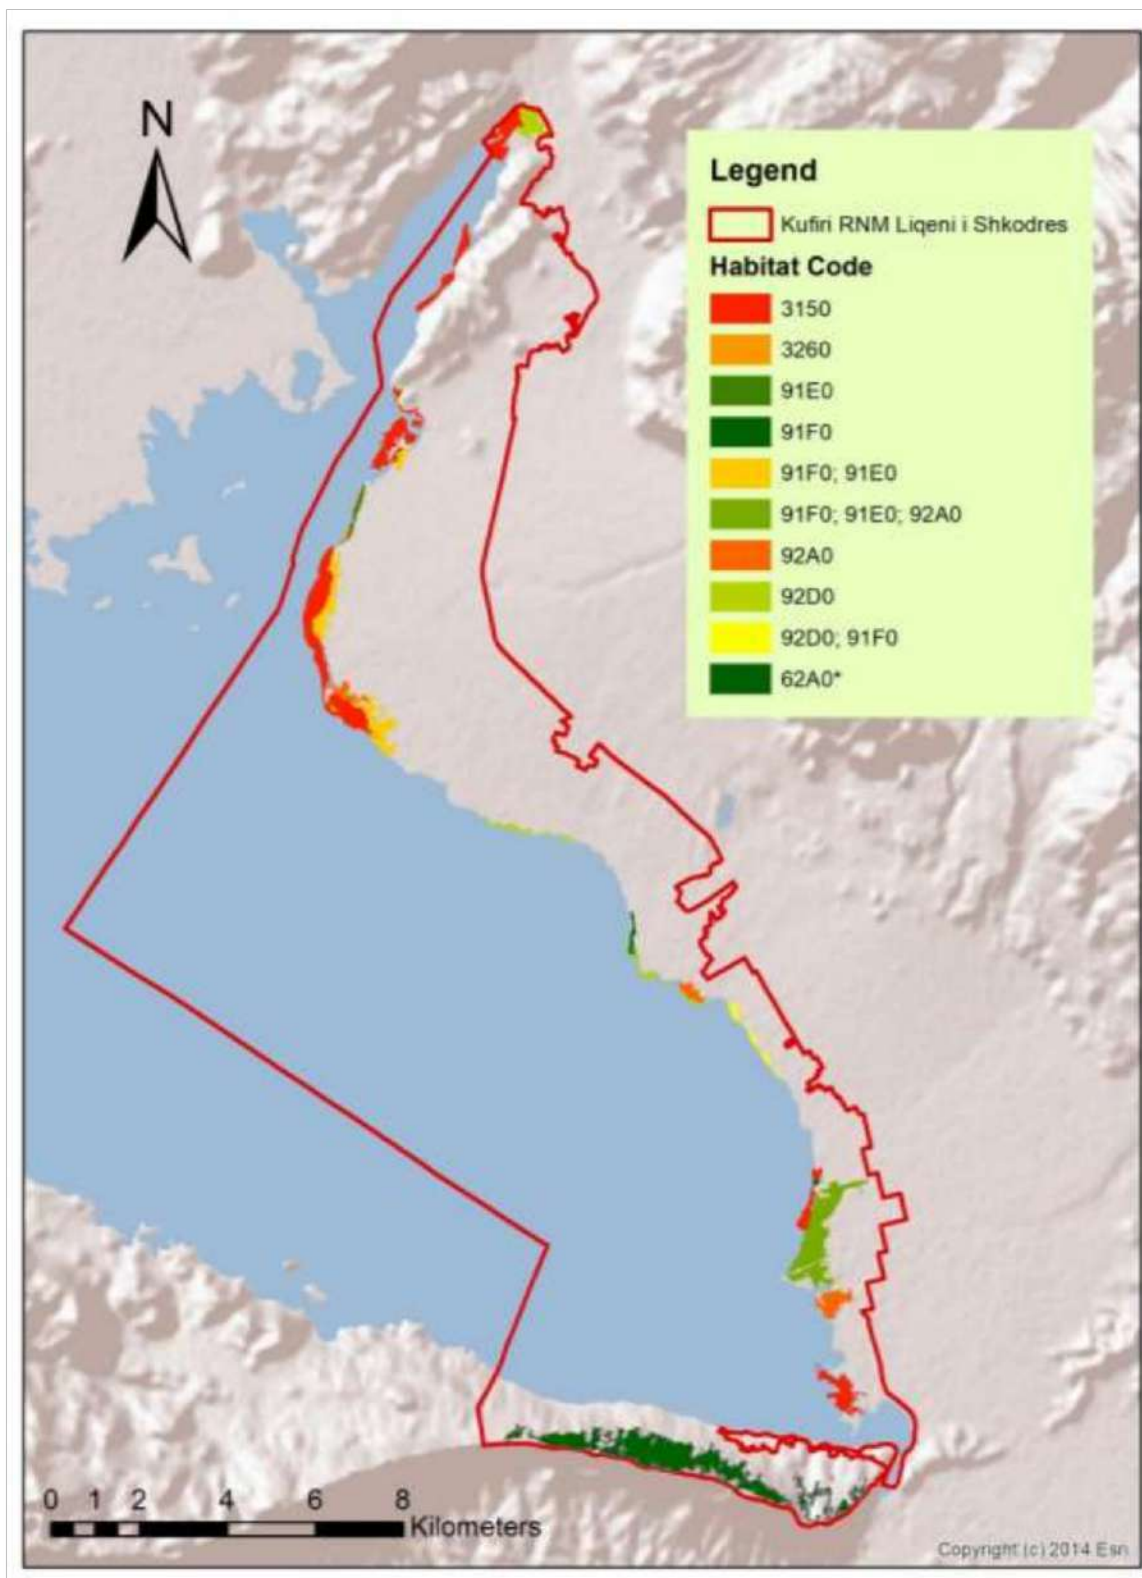 N
Legend
Kufiri RNM Liqeni i Shkodres
Habitat Code
3150
3260
91E0
91F0
91F0; 91E0
91F0; 91E0; 92A0
92A0
92D0
92D0; 91F0
62A0*
0 1 2 4 6 8
Kilometers
Copyright (c) 2014 Esri